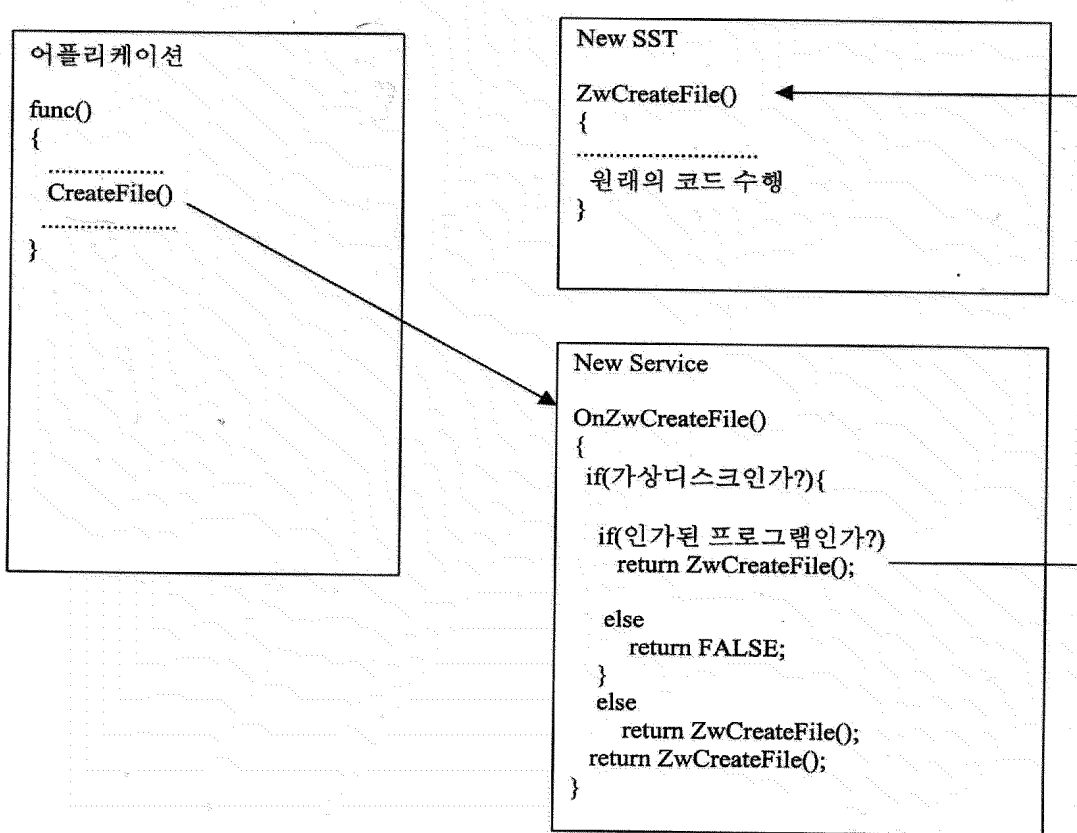 어플리케이션
func()
{
..................
CreateFile()
.....................
}
New SST
ZwCreateFile()
{
............................
원래의 코드 수행
}
New Service
OnZwCreateFile()
{
if(가상디스크인가?){
if(인가된 프로그램인가?)
return ZwCreateFile();
else
return FALSE;
}
else
return ZwCreateFile();
return ZwCreateFile();
}